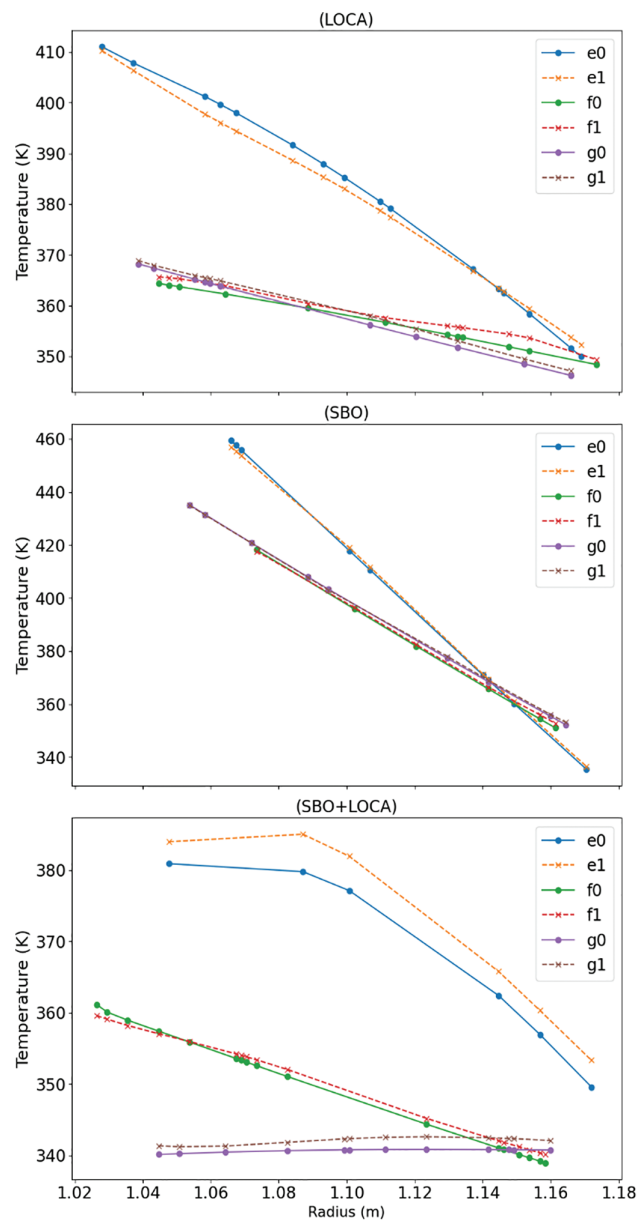 (LOCA)
410
400
390
380
370
360
350
Temperature (K)
e0
e1
f0
f1
g0
g1
(SBO)
460
440
420
400
380
360
340
Temperature (K)
e0
e1
f0
f1
g0
g1
(SBO+LOCA)
380
370
360
350
340
Temperature (K)
e0
e1
f0
f1
g0
g1
1.02 1.04 1.06 1.08 1.10 1.12 1.14 1.16 1.18
Radius (m)